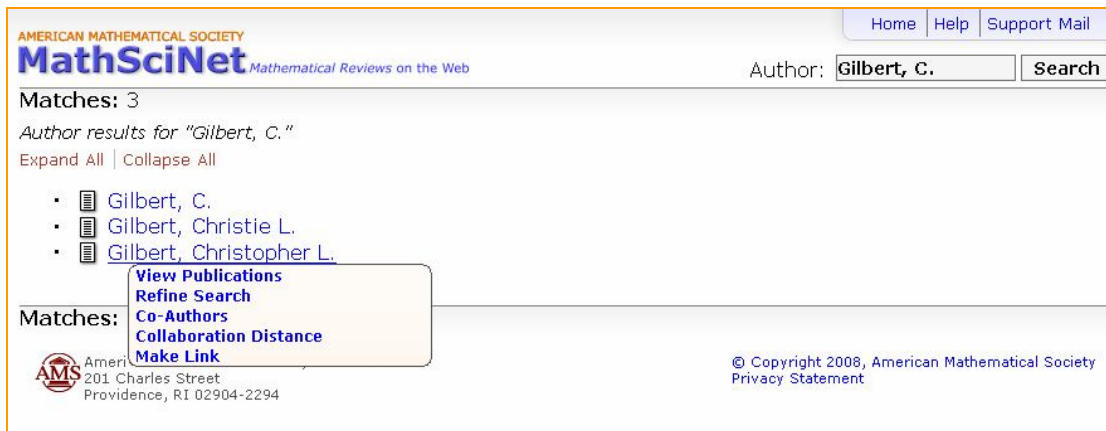 Home Help Support Mail
AMERICAN MATHEMATICAL SOCIETY
MathSciNet Mathematical Reviews on the Web
Author: Gilbert, C. Search
Matches: 3
Author results for "Gilbert, C."
Expand All | Collapse All
Gilbert, C.
Gilbert, Christie L.
Gilbert, Christopher L.
View Publications
Refine Search
Co-Authors
Collaboration Distance
Make Link
Matches:
AMS
Ameri
201 Charles Street
Providence, RI 02904-2294
© Copyright 2008, American Mathematical Society
Privacy Statement